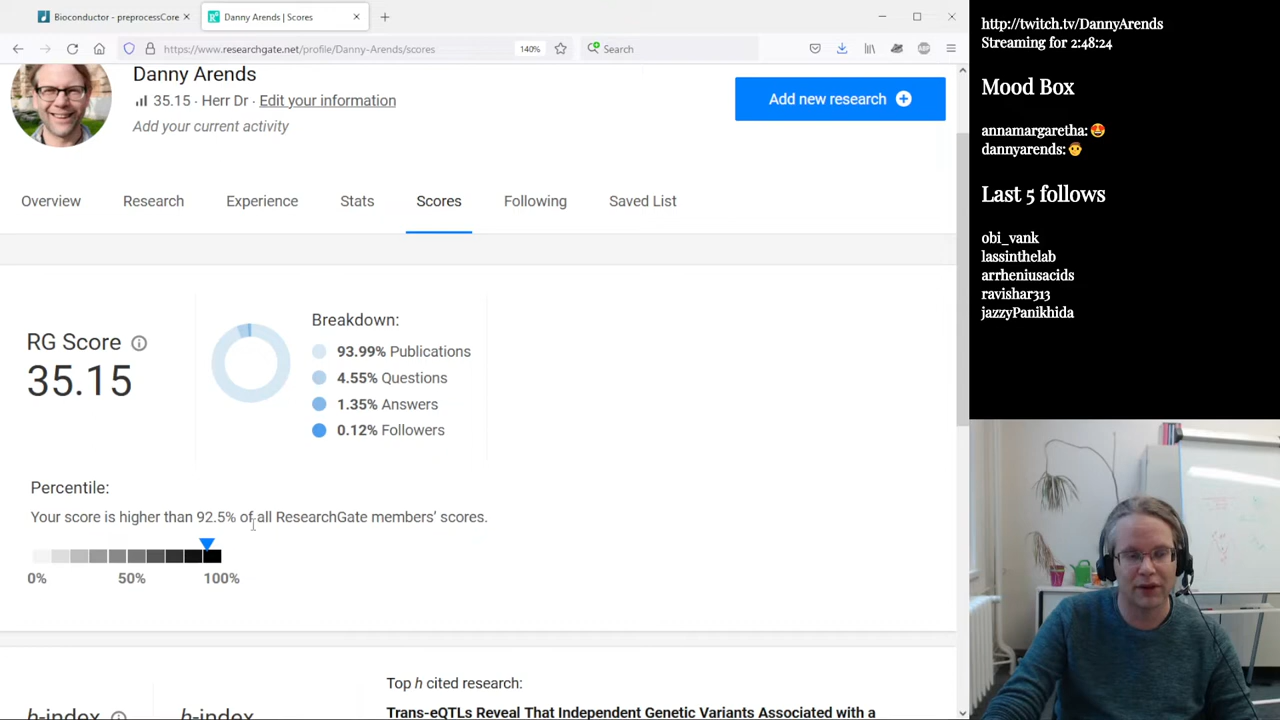 Bioconductor - preprocessCore
Danny Arends | Scores
https://www.researchgate.net/profile/Danny-Arends/scores
140%
Search
Danny Arends
35.15 · Herr Dr · Edit your information
Add your current activity
Add new research
Overview
Research
Experience
Stats
Scores
Following
Saved List
RG Score
35.15
Breakdown:
93.99% Publications
4.55% Questions
1.35% Answers
0.12% Followers
Percentile:
Your score is higher than 92.5% of all ResearchGate members' scores.
0%
50%
100%
h-index
h-index
Top h cited research:
Trans-eQTLs Reveal That Independent Genetic Variants Associated with a
http://twitch.tv/DannyArends
Streaming for 2:48:24
Mood Box
annamargaretha: 😍
dannyarends: 👨
Last 5 follows
obi_vank
lassinthelab
arrheniusacids
ravishar313
jazzyPanikhida